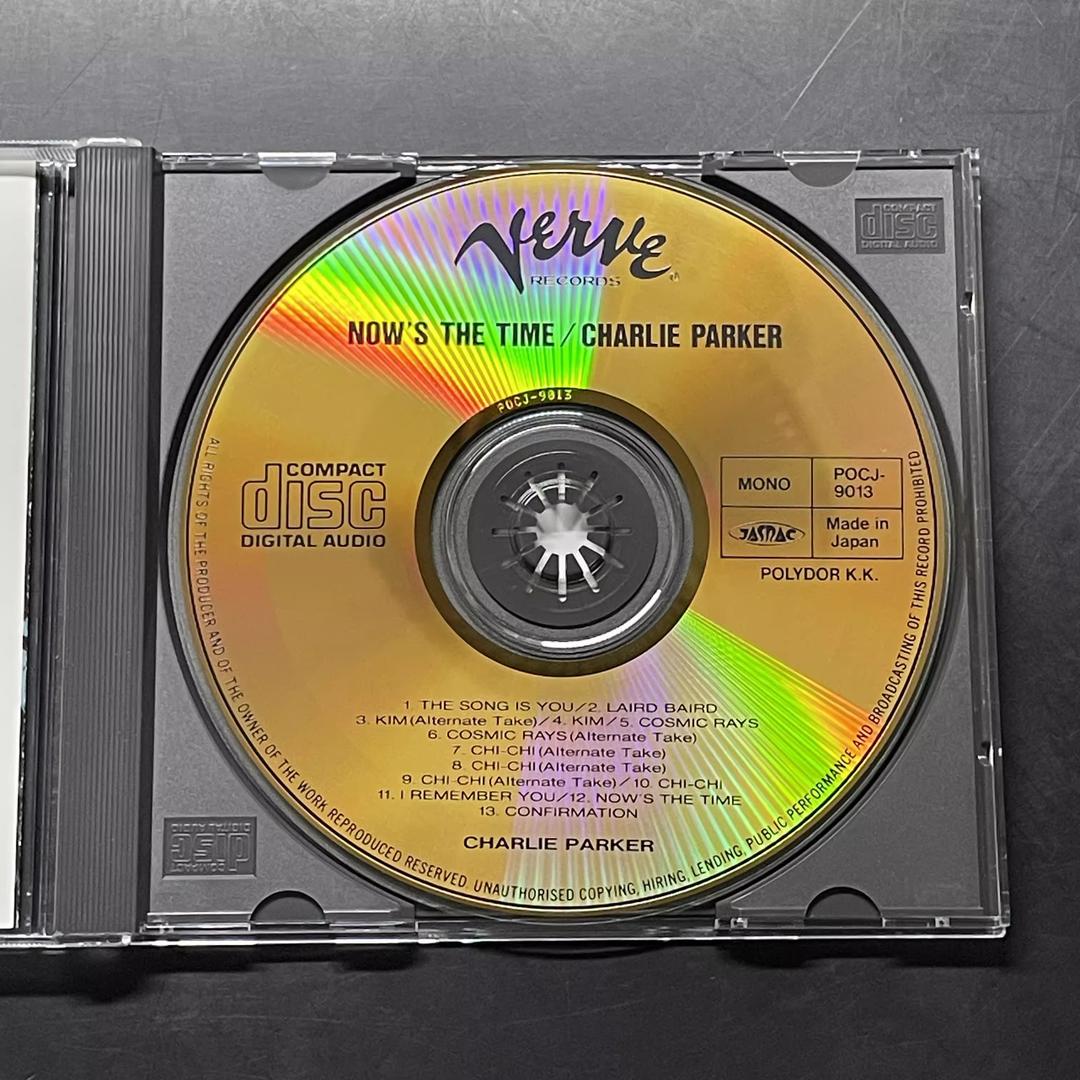 COMPACT
disc
DIGITAL AUDIO
Verve
RECORDS
NOW'S THE TIME/CHARLIE PARKER
POCJ-9013
COMPACT
disc
DIGITAL AUDIO
MONO
POCJ-
9013
JASRAC
Made in
Japan
POLYDOR K.K.
1. THE SONG IS YOU/2. LAIRD BAIRD
3. KIM(Alternate Take)/4. KIM/5. COSMIC RAYS
6. COSMIC RAYS(Alternate Take)
7. CHI-CHI(Alternate Take)
8. CHI-CHI(Alternate Take)
9. CHI-CHI(Alternate Take)/10. CHI-CHI
11. I REMEMBER YOU/12. NOW'S THE TIME
13. CONFIRMATION
CHARLIE PARKER
ALL RIGHTS OF THE PRODUCER AND OF THE OWNER OF THE WORK REPRODUCED RESERVED. UNAUTHORISED COPYING, HIRING, LENDING, PUBLIC PERFORMANCE AND BROADCASTING OF THIS RECORD PROHIBITED
COMPACT
disc
DIGITAL AUDIO